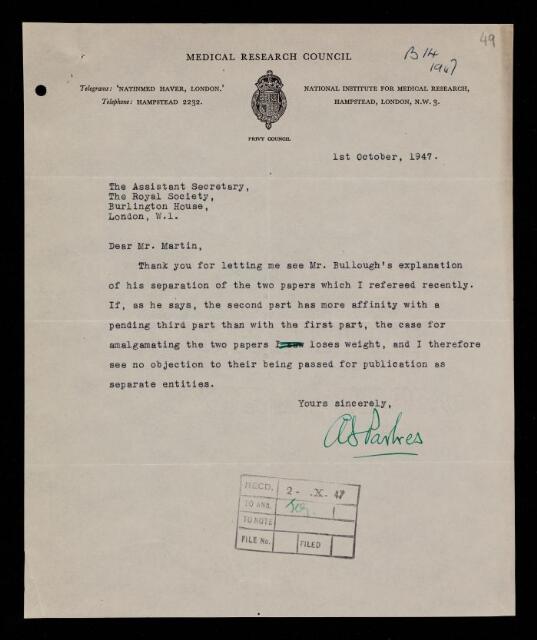 49
B14
1947
MEDICAL RESEARCH COUNCIL
Telegrams: 'NATINMED HAVER, LONDON.'
Telephone: HAMPSTEAD 2232.
NATIONAL INSTITUTE FOR MEDICAL RESEARCH,
HAMPSTEAD, LONDON, N.W. 3.
PRIVY COUNCIL
1st October, 1947.
The Assistant Secretary,
The Royal Society,
Burlington House,
London, W.1.
Dear Mr. Martin,
Thank you for letting me see Mr. Bullough's explanation
of his separation of the two papers which I refereed recently.
If, as he says, the second part has more affinity with a
pending third part than with the first part, the case for
amalgamating the two papers loses weight, and I therefore
see no objection to their being passed for publication as
separate entities.
Yours sincerely,
AS Parkes
RECD. 2 - .X. 47
TO ANS.
TO NOTE
FILE No. FILED